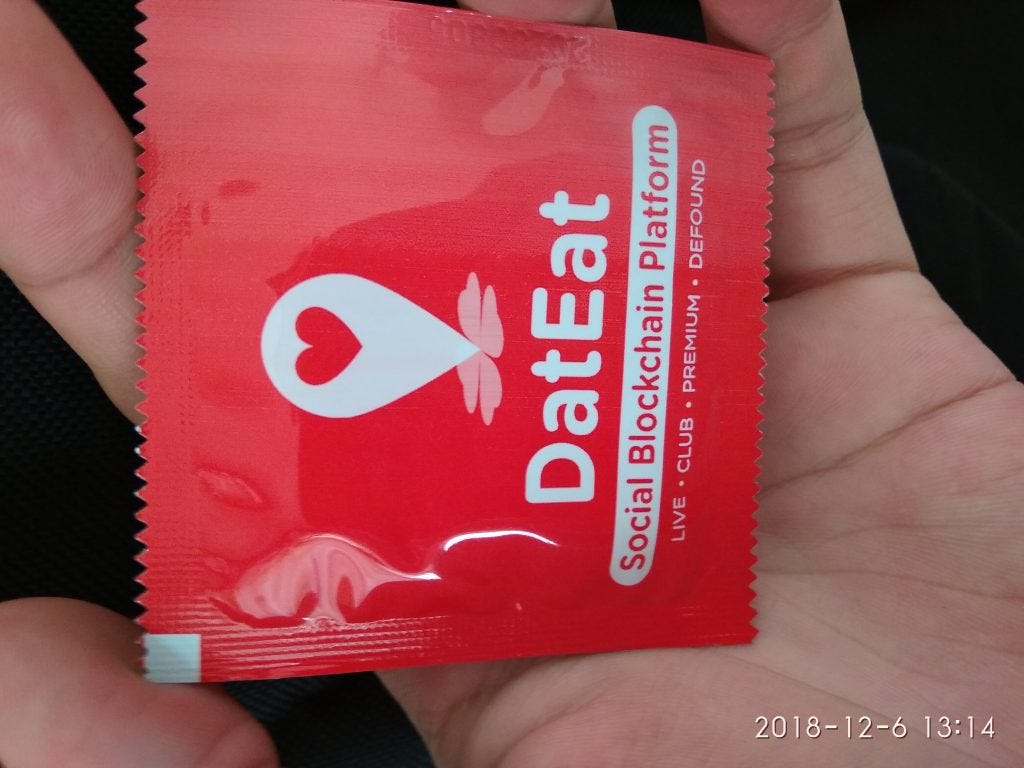 DatEat
Social Blockchain Platform
LIVE • CLUB • PREMIUM • DEFOUND
2018-12-6 13:14